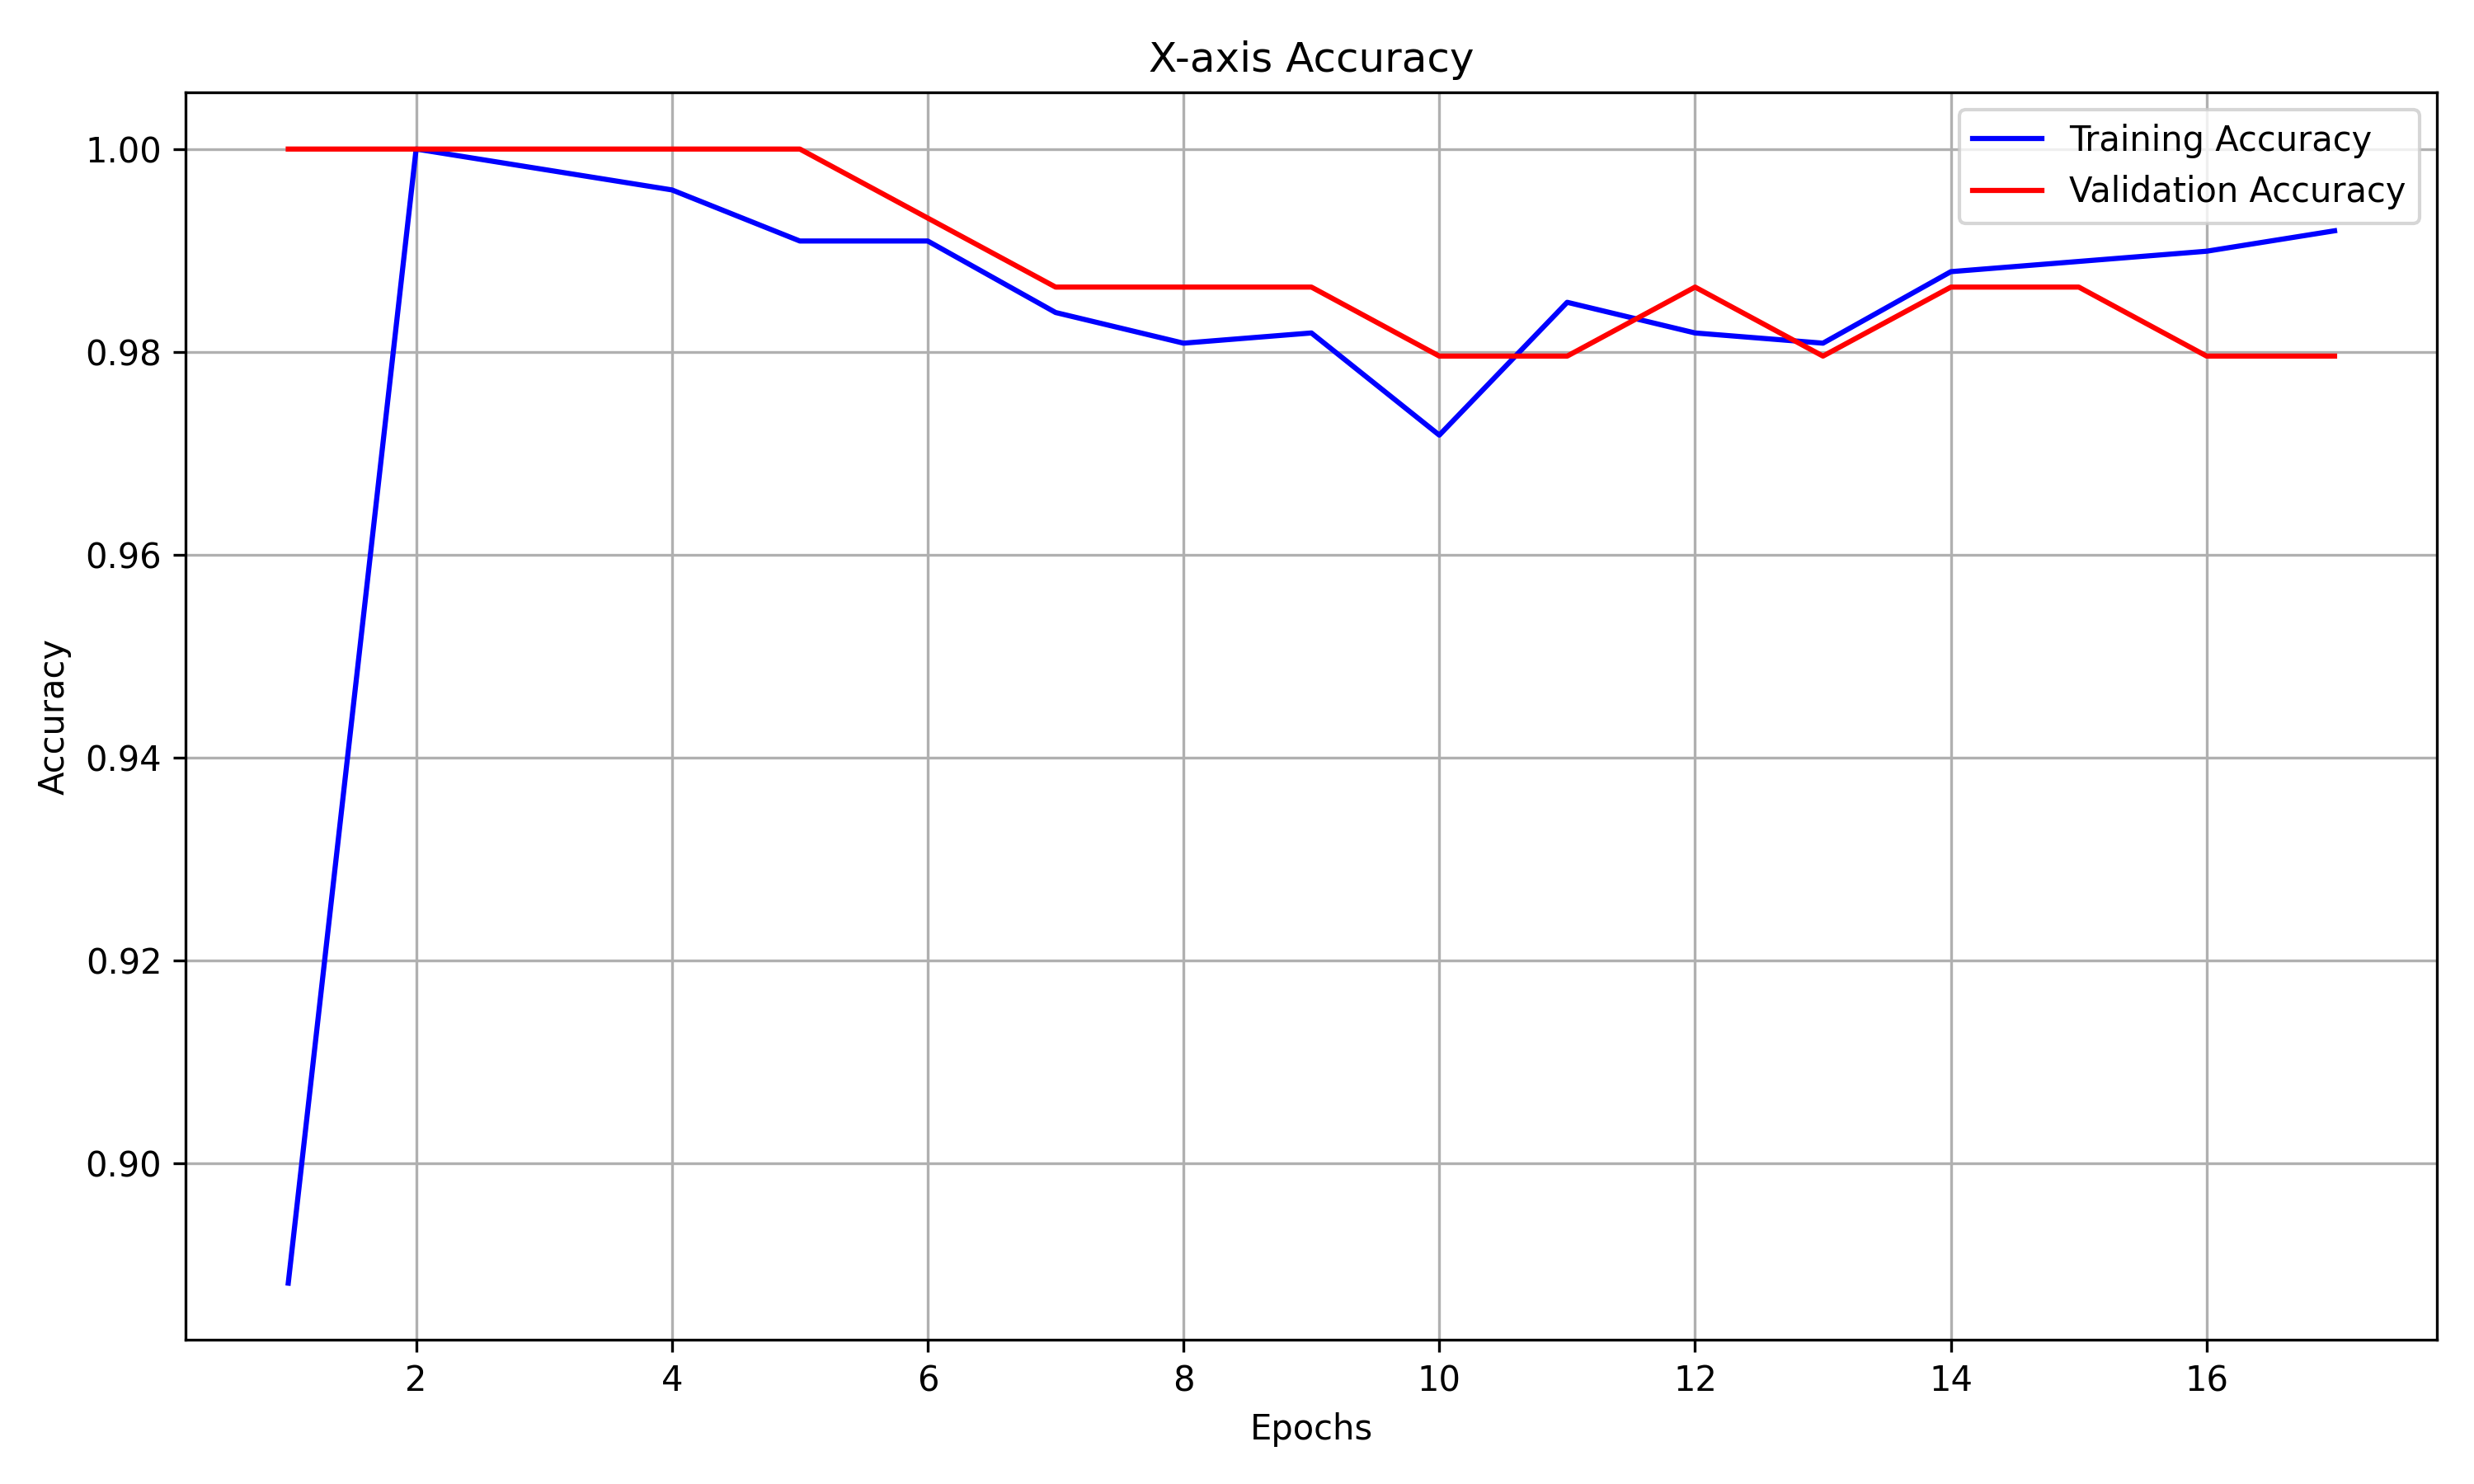 X-axis Accuracy
Training Accuracy
Validation Accuracy
1.00
0.98
0.96
0.94
0.92
0.90
Accuracy
2 4 6 8 10 12 14 16
Epochs